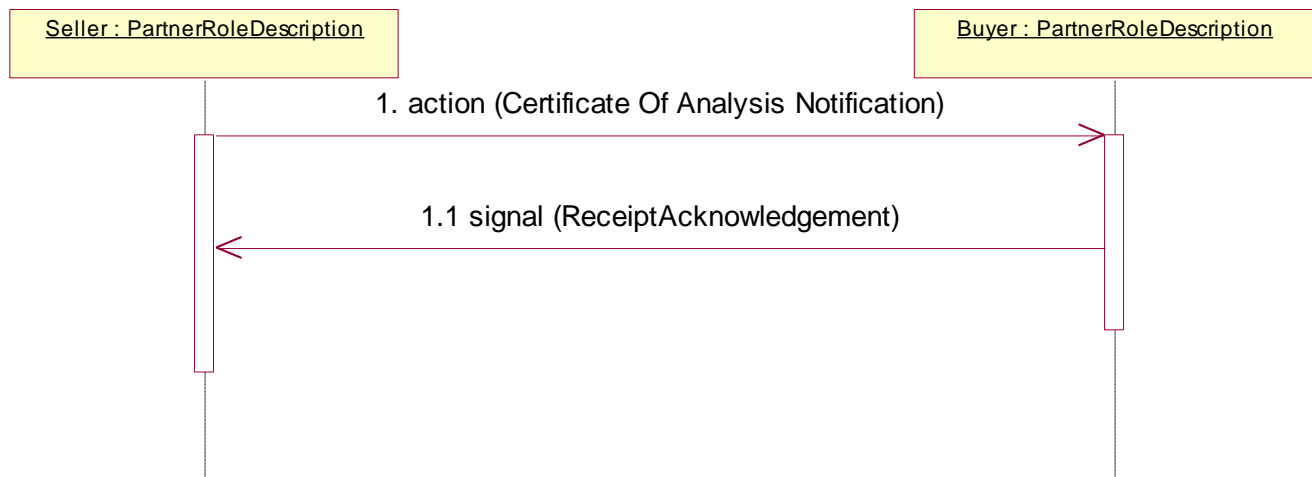 Seller : PartnerRoleDescription
Buyer : PartnerRoleDescription
1. action (Certificate Of Analysis Notification)
1.1 signal (ReceiptAcknowledgement)